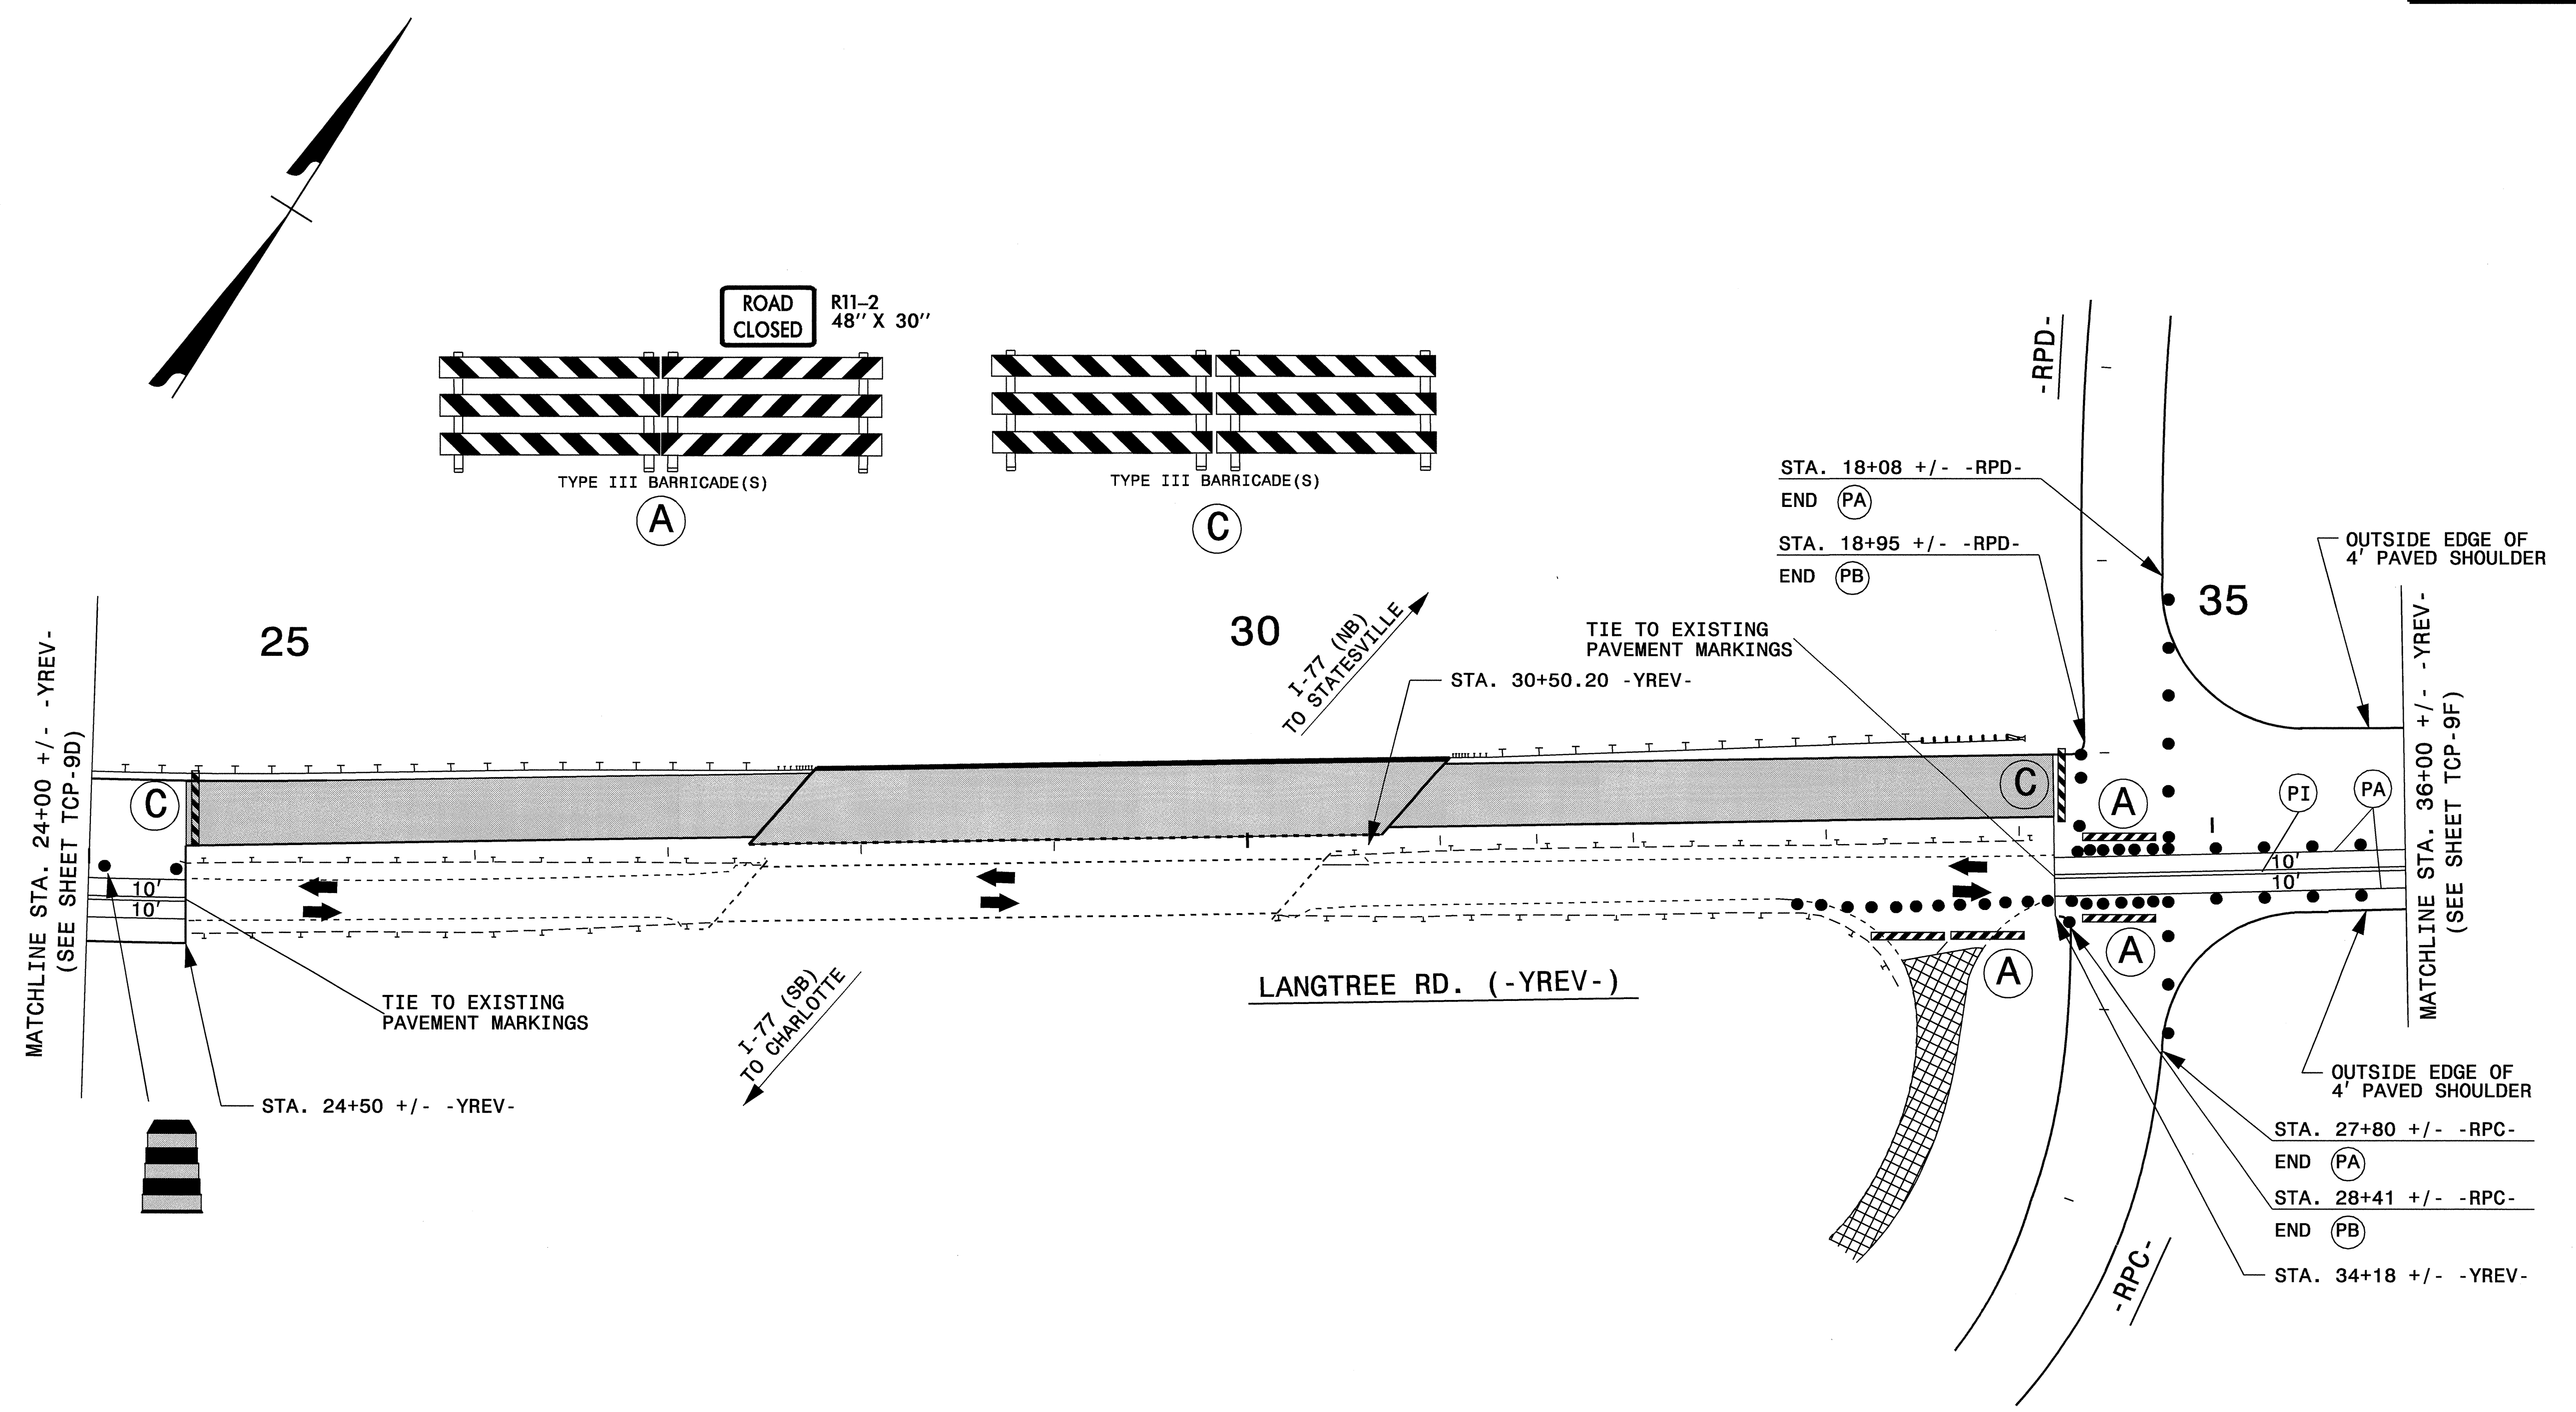 ROAD
CLOSED
R11–2
48'' X 30''
TYPE III BARRICADE(S)
A
TYPE III BARRICADE(S)
C
-RPD-
STA. 18+08 +/- -RPD-
END PA
STA. 18+95 +/- -RPD-
END PB
OUTSIDE EDGE OF
4' PAVED SHOULDER
25
30
35
I-77 (NB)
TO STATESVILLE
TIE TO EXISTING
PAVEMENT MARKINGS
STA. 30+50.20 -YREV-
MATCHLINE STA. 24+00 +/- -YREV-
(SEE SHEET TCP-9D)
MATCHLINE STA. 36+00 +/- -YREV-
(SEE SHEET TCP-9F)
C
C
A
PI
PA
10'
10'
10'
10'
A
A
LANGTREE RD. (-YREV-)
TIE TO EXISTING
PAVEMENT MARKINGS
I-77 (SB)
TO CHARLOTTE
STA. 24+50 +/- -YREV-
OUTSIDE EDGE OF
4' PAVED SHOULDER
STA. 27+80 +/- -RPC-
END PA
STA. 28+41 +/- -RPC-
END PB
STA. 34+18 +/- -YREV-
-RPC-